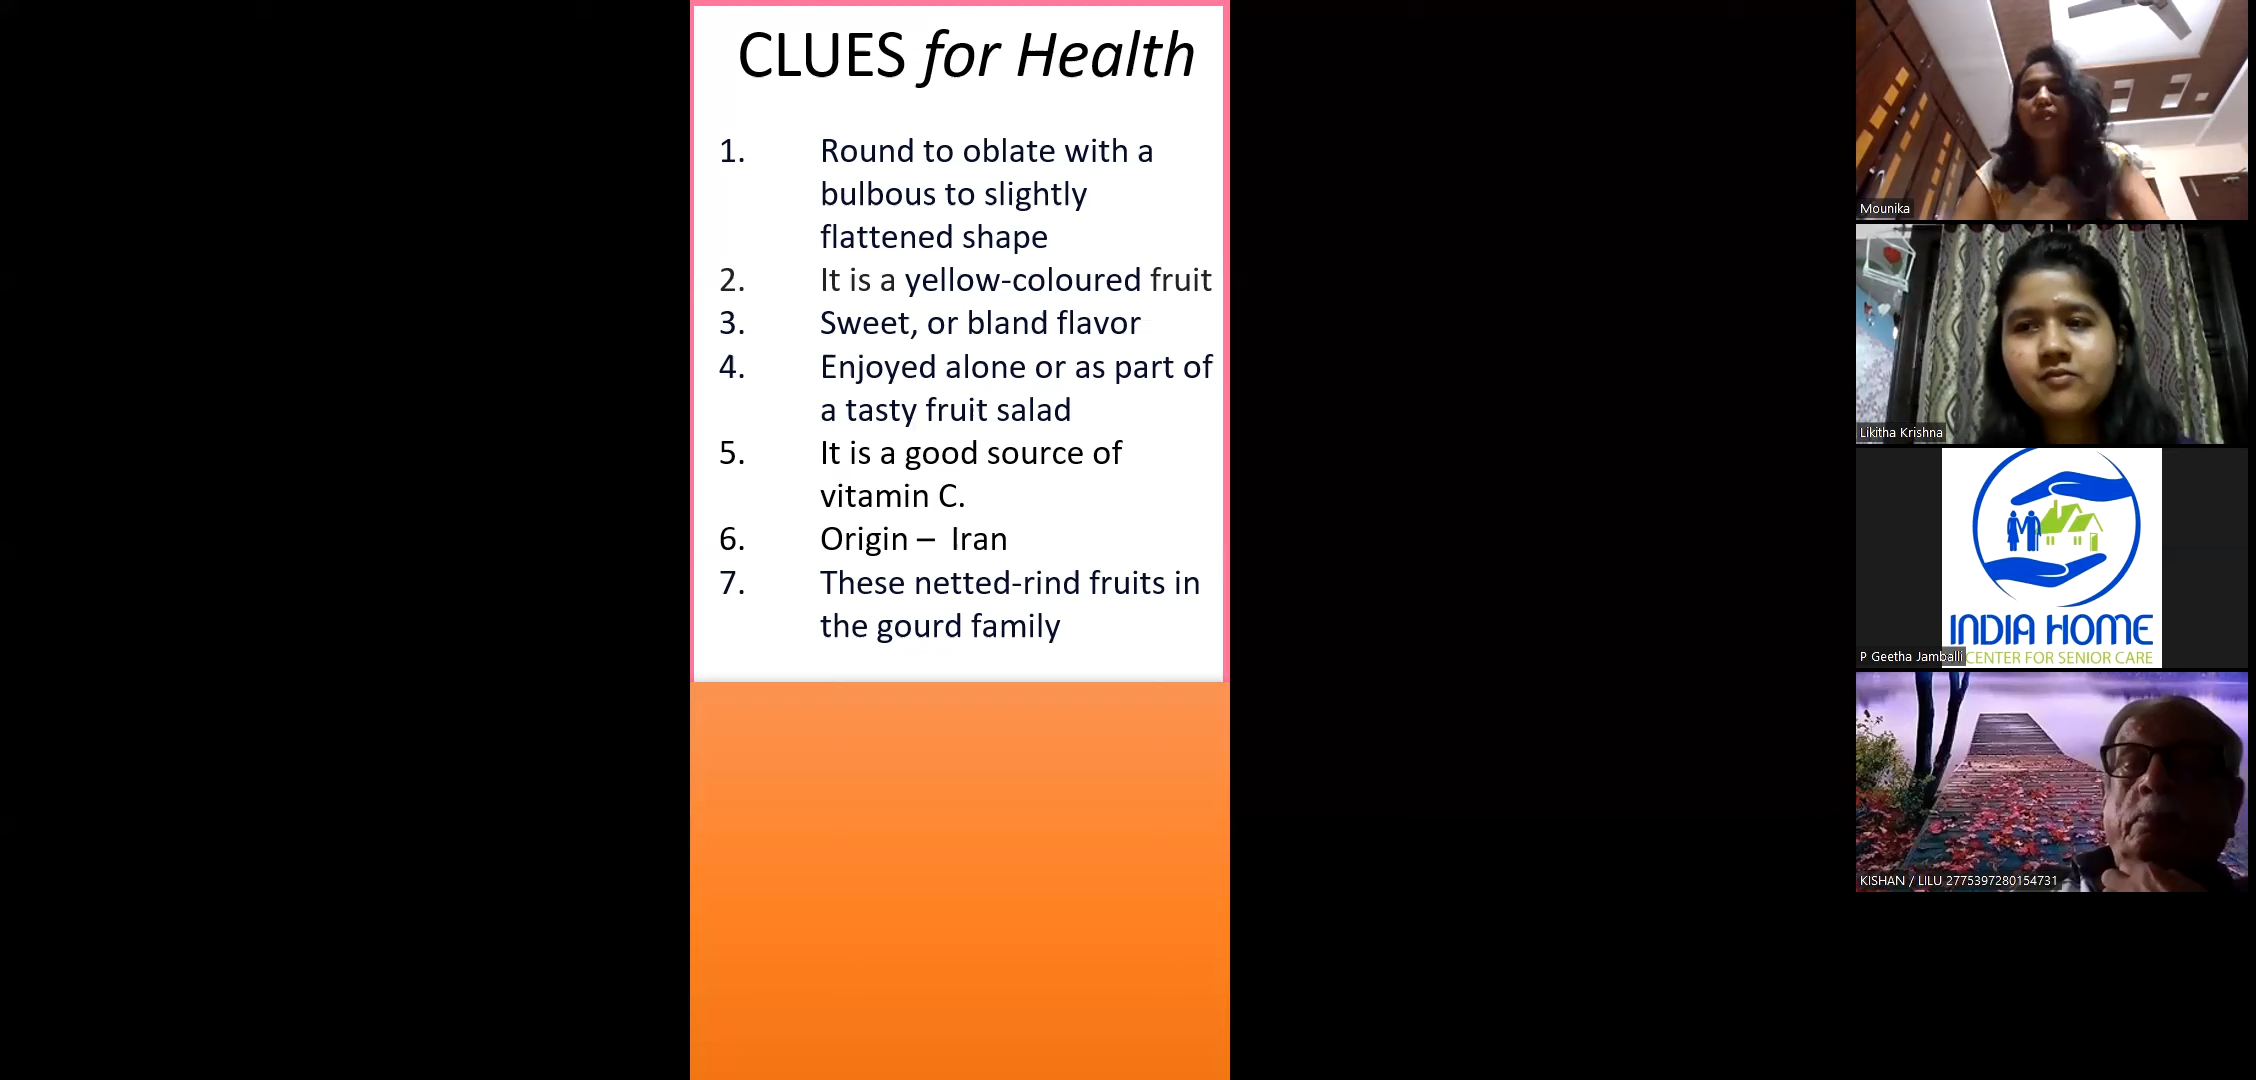 CLUES for Health
1. Round to oblate with a
bulbous to slightly
flattened shape
2. It is a yellow-coloured fruit
3. Sweet, or bland flavor
4. Enjoyed alone or as part of
a tasty fruit salad
5. It is a good source of
vitamin C.
6. Origin – Iran
7. These netted-rind fruits in
the gourd family
Mounika
Likitha Krishna
INDIA HOME
CENTER FOR SENIOR CARE
P Geetha Jamballi
KISHAN / LILU 2775397280154731